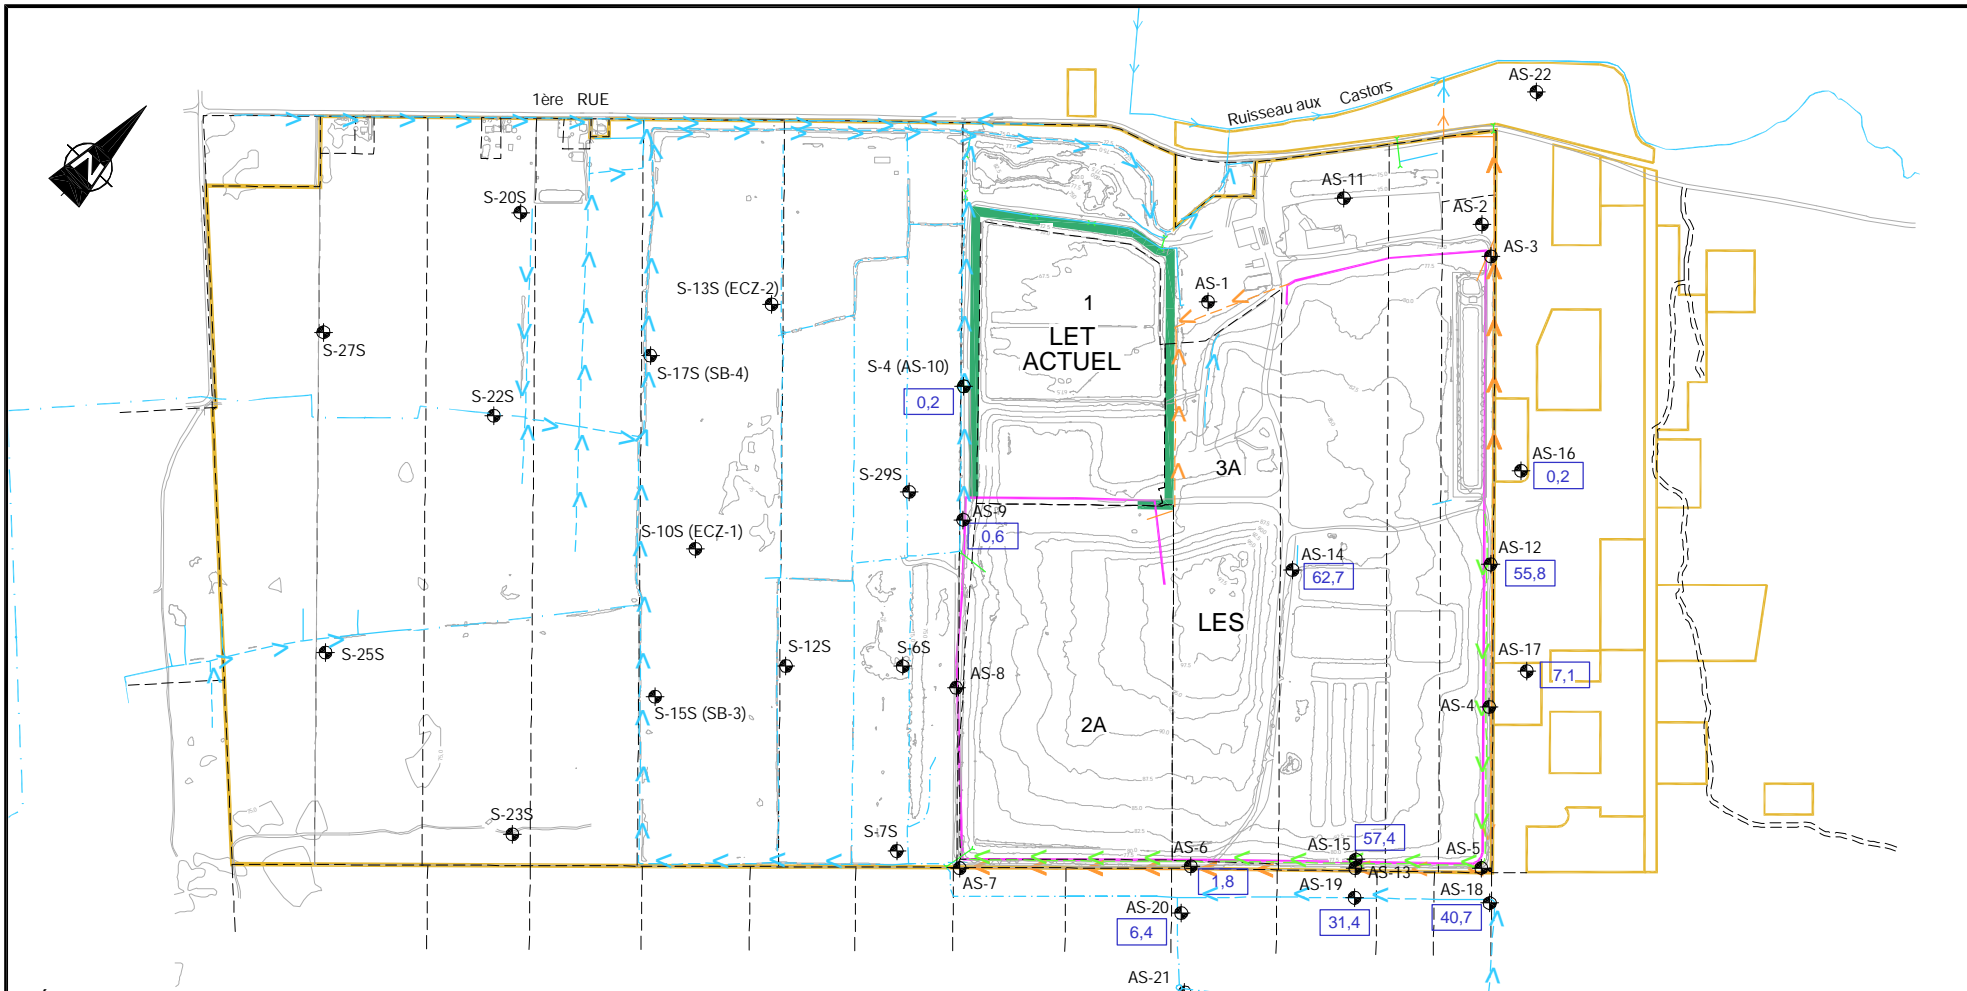 AS-22
1ère RUE
Ruisseau aux Castors
N
AS-11
S-20S
AS-2
AS-3
S-13S (ECZ-2)
AS-1
1
LET
ACTUEL
S-27S
S-17S (SB-4)
S-4 (AS-10)
0,2
S-22S
AS-16
0,2
3A
S-29S
AS-9
0,6
S-10S (ECZ-1)
AS-14
62,7
AS-12
55,8
LES
S-25S
S-12S
S-6S
AS-8
AS-17
7,1
S-15S (SB-3)
AS-4
2A
S-23S
S-7S
57,4
AS-6
AS-15
AS-5
AS-7
1,8
AS-13
AS-19
31,4
AS-18
40,7
AS-20
6,4
AS-21